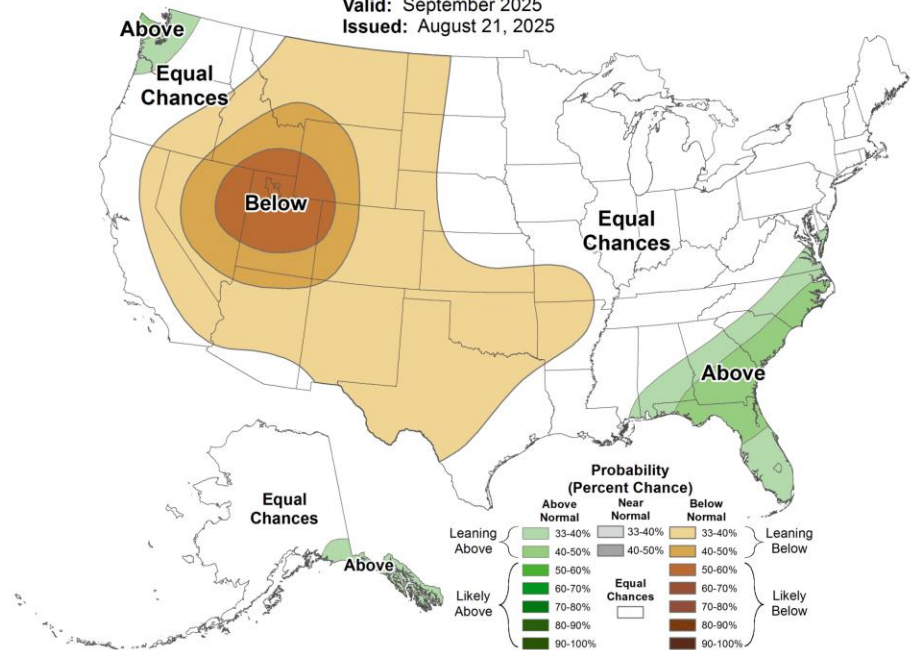 Valid: September 2025
Issued: August 21, 2025
Above
Equal
Chances
Below
Equal
Chances
Above
Equal
Chances
Above
Probability
(Percent Chance)
Above
Normal
Near
Normal
Below
Normal
Leaning
Above
33-40%
33-40%
33-40%
Leaning
Below
40-50%
40-50%
40-50%
Likely
Above
50-60%
60-70%
70-80%
80-90%
90-100%
Equal
Chances
50-60%
60-70%
70-80%
80-90%
90-100%
Likely
Below